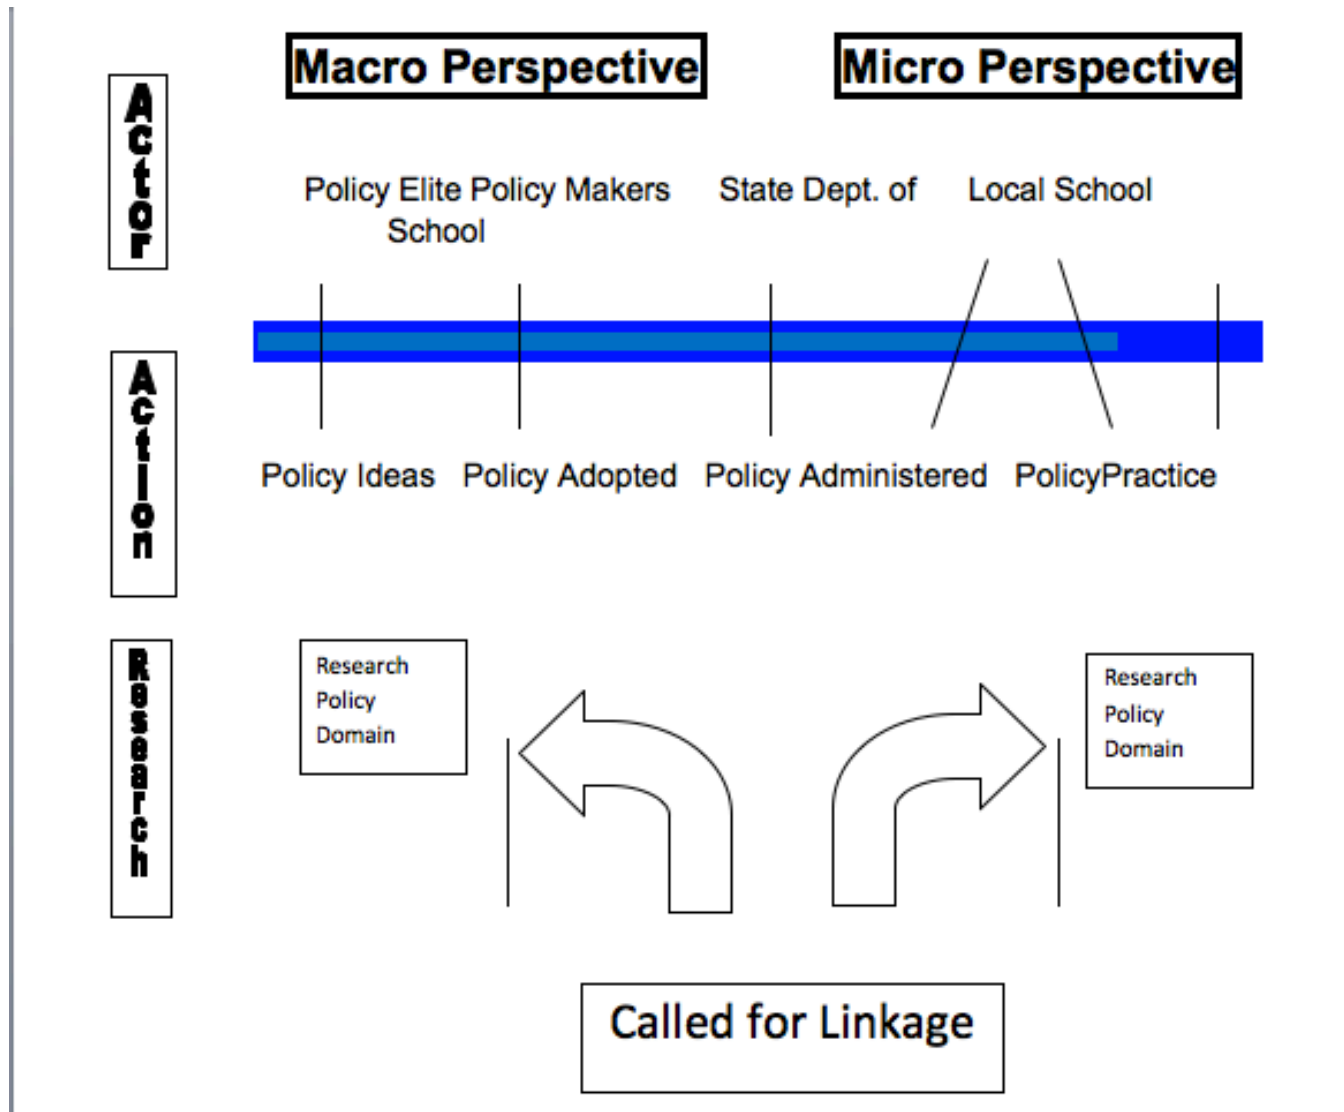 Macro Perspective
Micro Perspective
Actor
Policy Elite Policy Makers State Dept. of Local School
School
Action
Policy Ideas Policy Adopted Policy Administered PolicyPractice
Research
Research
Policy
Domain
Research
Policy
Domain
Called for Linkage